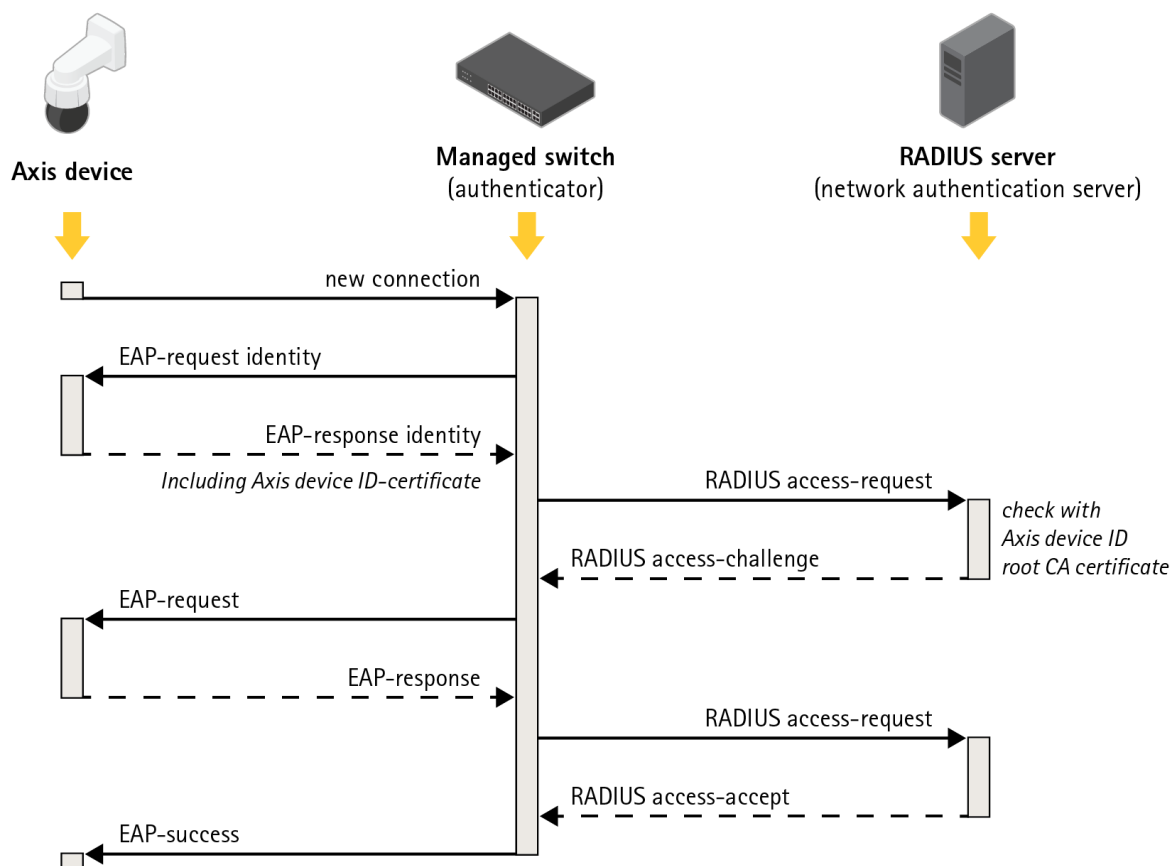 Axis device
Managed switch
(authenticator)
RADIUS server
(network authentication server)
new connection
EAP-request identity
EAP-response identity
Including Axis device ID-certificate
RADIUS access-request
check with
Axis device ID
root CA certificate
RADIUS access-challenge
EAP-request
EAP-response
RADIUS access-request
RADIUS access-accept
EAP-success